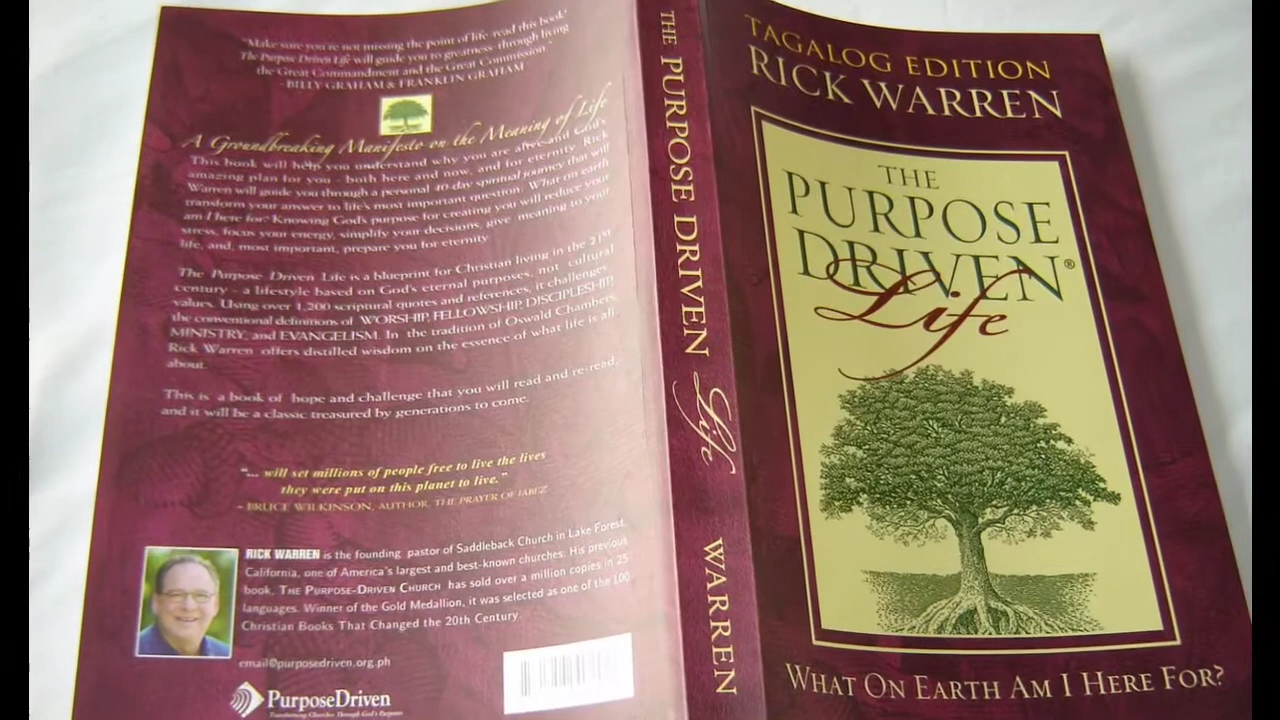 "Make sure you're not missing the point of life-read this book!
The Purpose Driven Life will guide you to greatness-through living
the Great Commandment and the Great Commission."
- BILLY GRAHAM & FRANKLIN GRAHAM
A Groundbreaking Manifesto on the Meaning of Life
This book will help you understand why you are alive-and God's
amazing plan for you - both here and now, and for eternity. Rick
Warren will guide you through a personal 40-day spiritual journey that will
transform your answer to life's most important question. What on earth
am I here for? Knowing God's purpose for creating you will reduce your
stress, focus your energy, simplify your decisions, give meaning to your
life, and, most important, prepare you for eternity.
The Purpose Driven Life is a blueprint for Christian living in the 21st
century - a lifestyle based on God's eternal purposes, not cultural
values. Using over 1,200 scriptural quotes and references, it challenges
the conventional definitions of WORSHIP, FELLOWSHIP, DISCIPLESHIP,
MINISTRY, and EVANGELISM. In the tradition of Oswald Chambers,
Rick Warren offers distilled wisdom on the essence of what life is all
about.
This is a book of hope and challenge that you will read and re-read,
and it will be a classic treasured by generations to come.
"... will set millions of people free to live the lives
they were put on this planet to live."
- BRUCE WILKINSON, AUTHOR, THE PRAYER OF JABEZ
RICK WARREN is the founding pastor of Saddleback Church in Lake Forest,
California, one of America's largest and best-known churches. His previous
book, THE PURPOSE-DRIVEN CHURCH has sold over a million copies in 25
languages. Winner of the Gold Medallion, it was selected as one of the 100
Christian Books That Changed the 20th Century.
email@purposedriven.org.ph
PurposeDriven
Transforming Churches Through God's Purposes
THE PURPOSE DRIVEN Life WARREN
TAGALOG EDITION
RICK WARREN
THE
PURPOSE
DRIVEN®
Life
WHAT ON EARTH AM I HERE FOR?